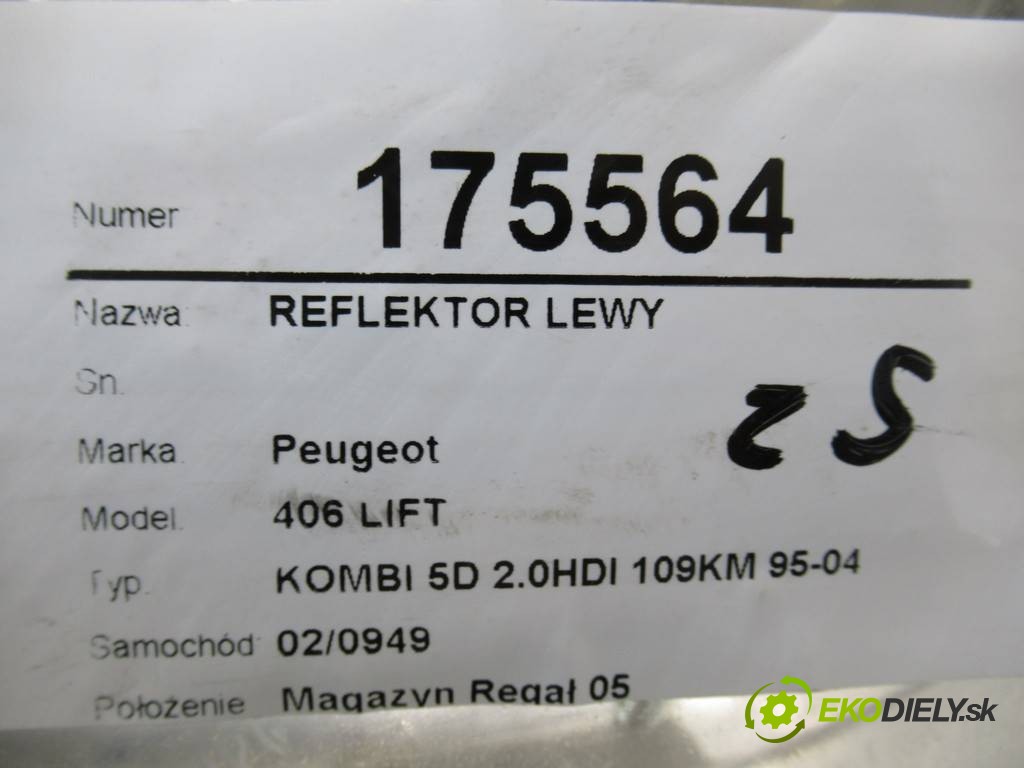 Numer 175564
Nazwa: REFLEKTOR LEWY
Sn.
Marka. Peugeot
Model. 406 LIFT
Typ. KOMBI 5D 2.0HDI 109KM 95-04
Samochód: 02/0949
Położenie Magazyn Regał 05
EKODIELY.sk